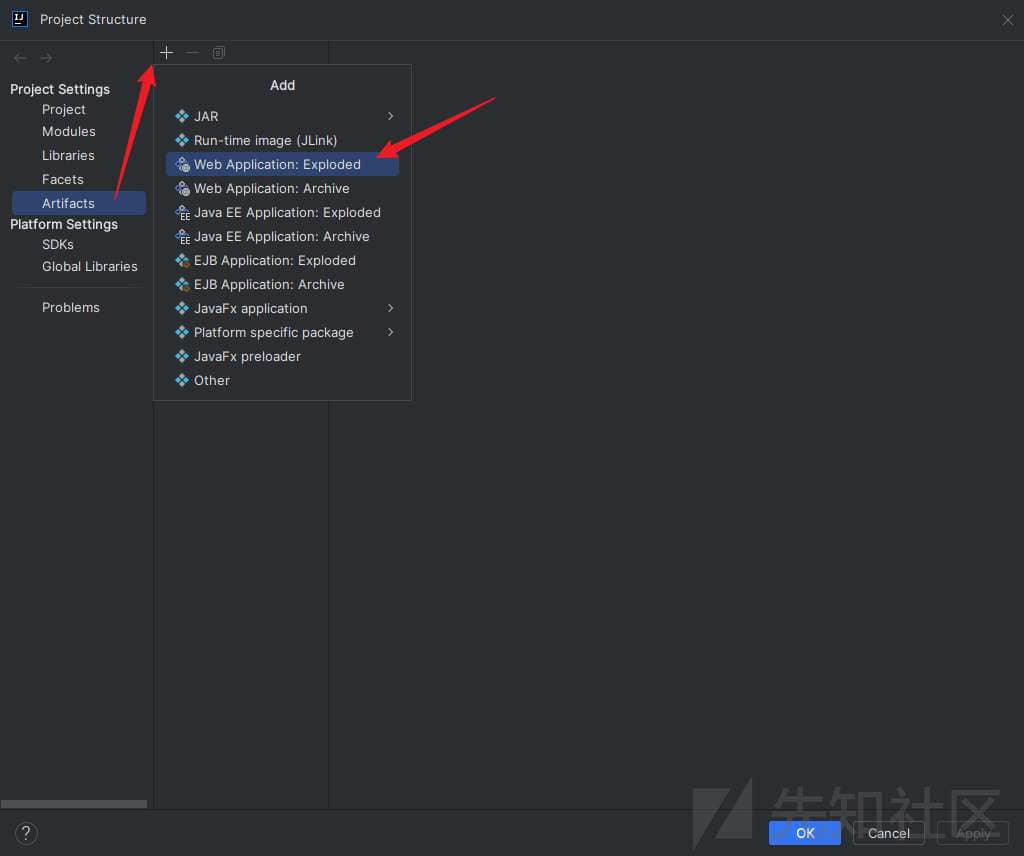 Project Structure
Project Settings
Project
Modules
Libraries
Facets
Artifacts
Platform Settings
SDKs
Global Libraries
Problems
Add
JAR
Run-time image (JLink)
Web Application: Exploded
Web Application: Archive
Java EE Application: Exploded
Java EE Application: Archive
EJB Application: Exploded
EJB Application: Archive
JavaFx application
Platform specific package
JavaFx preloader
Other
?
OK
Cancel
Apply
先知社区